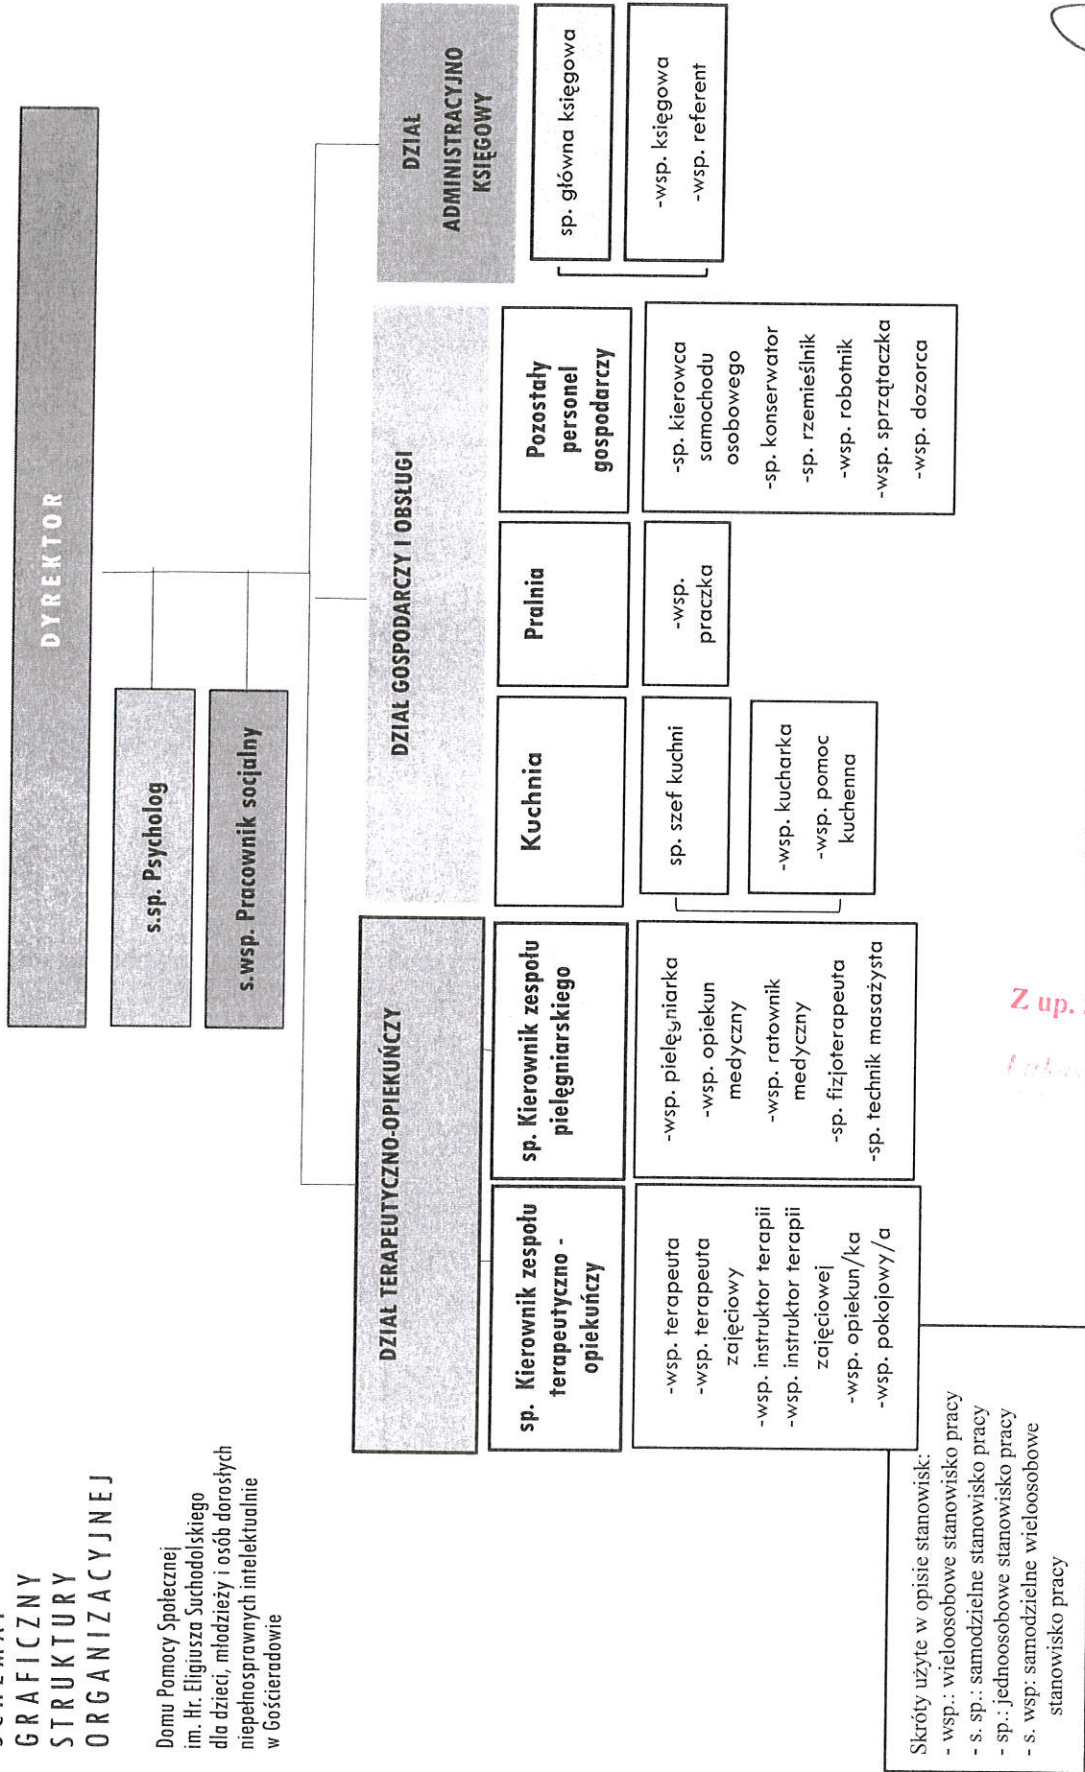 GRAFICZNY
STRUKTURY
ORGANIZACYJNEJ
Domu Pomocy Społecznej
im. Hr. Eligiusza Suchodolskiego
dla dzieci, młodzieży i osób dorosłych
niepełnosprawnych intelektualnie
w Gościeradowie
DYREKTOR
s.sp. Psycholog
s.wsp. Pracownik socjalny
DZIAŁ TERAPEUTYCZNO-OPIEKUŃCZY
sp. Kierownik zespołu
terapeutyczno -
opiekuńczy
-wsp. terapeuta
-wsp. terapeuta
zajęciowy
-wsp. instruktor terapii
-wsp. instruktor terapii
zajęciowej
-wsp. opiekun/ka
-wsp. pokojowy/a
sp. Kierownik zespołu
pielęgniarskiego
-wsp. pielęgniarka
-wsp. opiekun
medyczny
-wsp. ratownik
medyczny
-sp. fizjoterapeuta
-sp. technik masażysta
DZIAŁ GOSPODARCZY I OBSŁUGI
Kuchnia
sp. szef kuchni
-wsp. kucharka
-wsp. pomoc
kuchenna
Pralnia
-wsp.
praczka
Pozostały
personel
gospodarczy
-sp. kierowca
samochodu
osobowego
-sp. konserwator
-sp. rzemieślnik
-wsp. robotnik
-wsp. sprzątaczka
-wsp. dozorca
DZIAŁ
ADMINISTRACYJNO
KSIĘGOWY
sp. główna księgowa
-wsp. księgowa
-wsp. referent
Skróty użyte w opisie stanowisk:
- wsp.: wieloosobowe stanowisko pracy
- s. sp.: samodzielne stanowisko pracy
- sp.: jednoosobowe stanowisko pracy
- s. wsp: samodzielne wieloosobowe
stanowisko pracy
Z up.